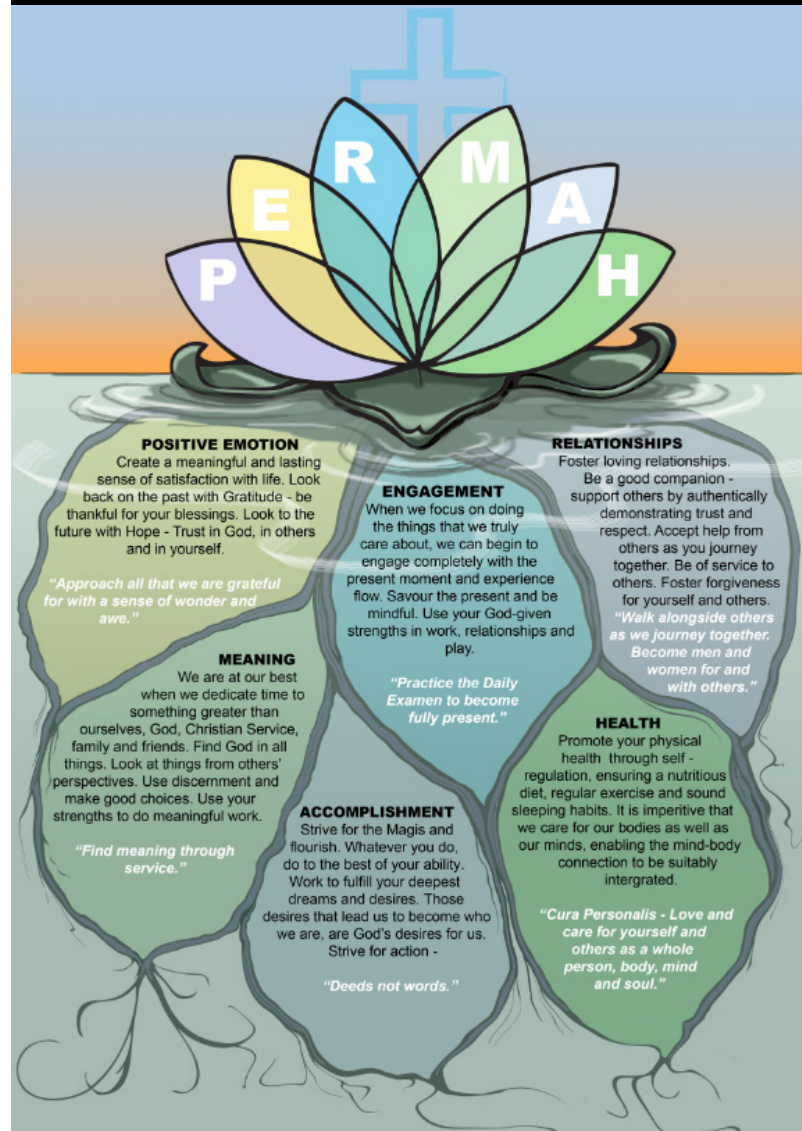 P
E
R
M
A
H
POSITIVE EMOTION
Create a meaningful and lasting
sense of satisfaction with life. Look
back on the past with Gratitude - be
thankful for your blessings. Look to the
future with Hope - Trust in God, in others
and in yourself.
“Approach all that we are grateful
for with a sense of wonder and
awe.”
ENGAGEMENT
When we focus on doing
the things that we truly
care about, we can begin to
engage completely with the
present moment and experience
flow. Savour the present and be
mindful. Use your God-given
strengths in work, relationships and
play.
“Practice the Daily
Examen to become
fully present.”
RELATIONSHIPS
Foster loving relationships.
Be a good companion -
support others by authentically
demonstrating trust and
respect. Accept help from
others as you journey
together. Be of service to
others. Foster forgiveness
for yourself and others.
“Walk alongside others
as we journey together.
Become men and
women for and
with others.”
MEANING
We are at our best
when we dedicate time to
something greater than
ourselves, God, Christian Service,
family and friends. Find God in all
things. Look at things from others’
perspectives. Use discernment and
make good choices. Use your
strengths to do meaningful work.
“Find meaning through
service.”
ACCOMPLISHMENT
Strive for the Magis and
flourish. Whatever you do,
do to the best of your ability.
Work to fulfill your deepest
dreams and desires. Those
desires that lead us to become who
we are, are God’s desires for us.
Strive for action -
“Deeds not words.”
HEALTH
Promote your physical
health through self -
regulation, ensuring a nutritious
diet, regular exercise and sound
sleeping habits. It is imperitive that
we care for our bodies as well as
our minds, enabling the mind-body
connection to be suitably
intergrated.
“Cura Personalis - Love and
care for yourself and
others as a whole
person, body, mind
and soul.”